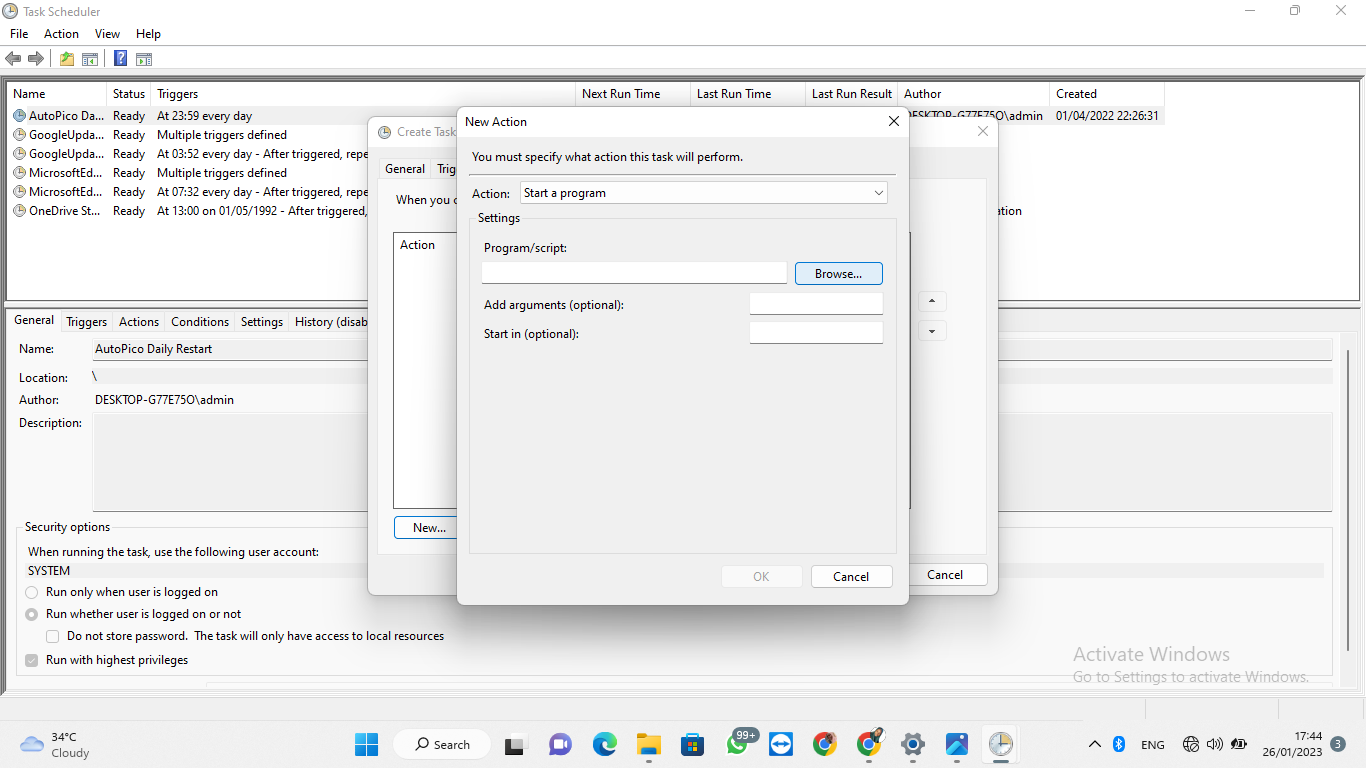 Task Scheduler
File Action View Help
Name Status Triggers Next Run Time Last Run Time Last Run Result Author Created
AutoPico Da... Ready At 23:59 every day DESKTOP-G77E75O\admin 01/04/2022 22:26:31
GoogleUpda... Ready Multiple triggers defined
GoogleUpda... Ready At 03:52 every day - After triggered, repe
MicrosoftEd... Ready Multiple triggers defined
MicrosoftEd... Ready At 07:32 every day - After triggered, repe
OneDrive St... Ready At 13:00 on 01/05/1992 - After triggered,
Create Task
General Trig
When you c
Action
New...
Cancel
New Action
You must specify what action this task will perform.
Action: Start a program
Settings
Program/script:
Browse...
Add arguments (optional):
Start in (optional):
OK Cancel
General Triggers Actions Conditions Settings History (disab
Name: AutoPico Daily Restart
Location: \
Author: DESKTOP-G77E75O\admin
Description:
Security options
When running the task, use the following user account:
SYSTEM
Run only when user is logged on
Run whether user is logged on or not
Do not store password. The task will only have access to local resources
Run with highest privileges
Activate Windows
Go to Settings to activate Windows.
34°C
Cloudy
Search
99+
ENG
17:44
26/01/2023
3